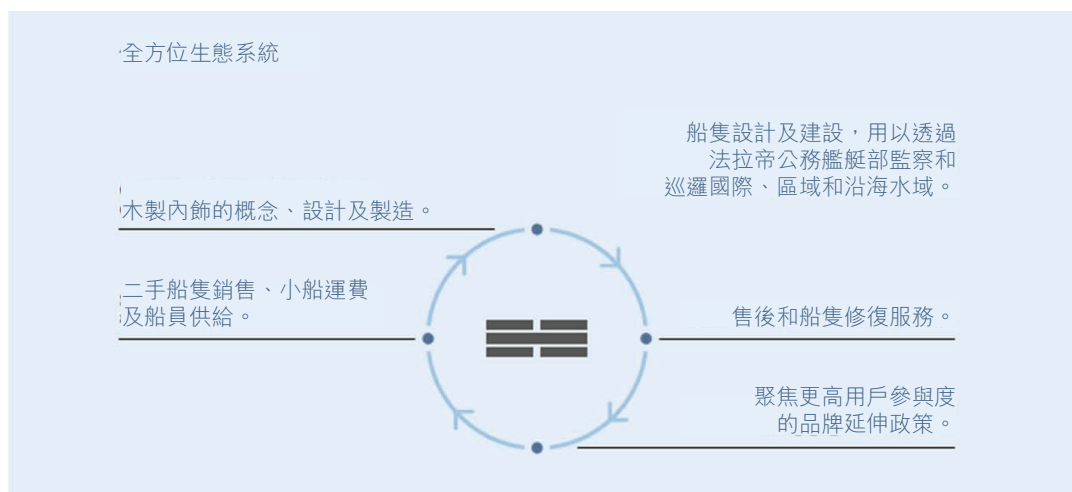 全方位生態系統
船隻設計及建設，用以透過
法拉帝公務艦艇部監察和
巡邏國際、區域和沿海水域。
木製內飾的概念、設計及製造。
二手船隻銷售、小船運費
及船員供給。
售後和船隻修復服務。
聚焦更高用戶參與度
的品牌延伸政策。